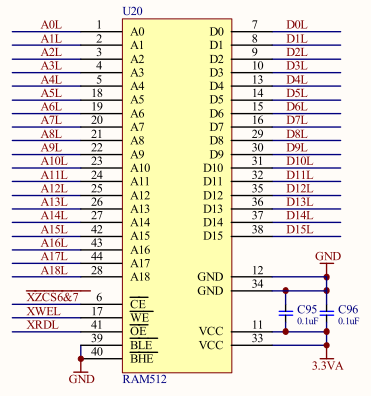 U20
A0L 1 A0 D0 7 D0L
A1L 2 A1 D1 8 D1L
A2L 3 A2 D2 9 D2L
A3L 4 A3 D3 10 D3L
A4L 5 A4 D4 13 D4L
A5L 18 A5 D5 14 D5L
A6L 19 A6 D6 15 D6L
A7L 20 A7 D7 16 D7L
A8L 21 A8 D8 29 D8L
A9L 22 A9 D9 30 D9L
A10L 23 A10 D10 31 D10L
A11L 24 A11 D11 32 D11L
A12L 25 A12 D12 35 D12L
A13L 26 A13 D13 36 D13L
A14L 27 A14 D14 37 D14L
A15L 42 A15 D15 38 D15L
A16L 43 A16
A17L 44 A17 GND
A18L 28 A18 GND 12
GND 34
XZCS6&7 6 CE C95 C96
XWEL 17 WE 0.1uF 0.1uF
XRDL 41 OE VCC 11
39 BLE VCC 33
40 BHE 3.3VA
GND RAM512